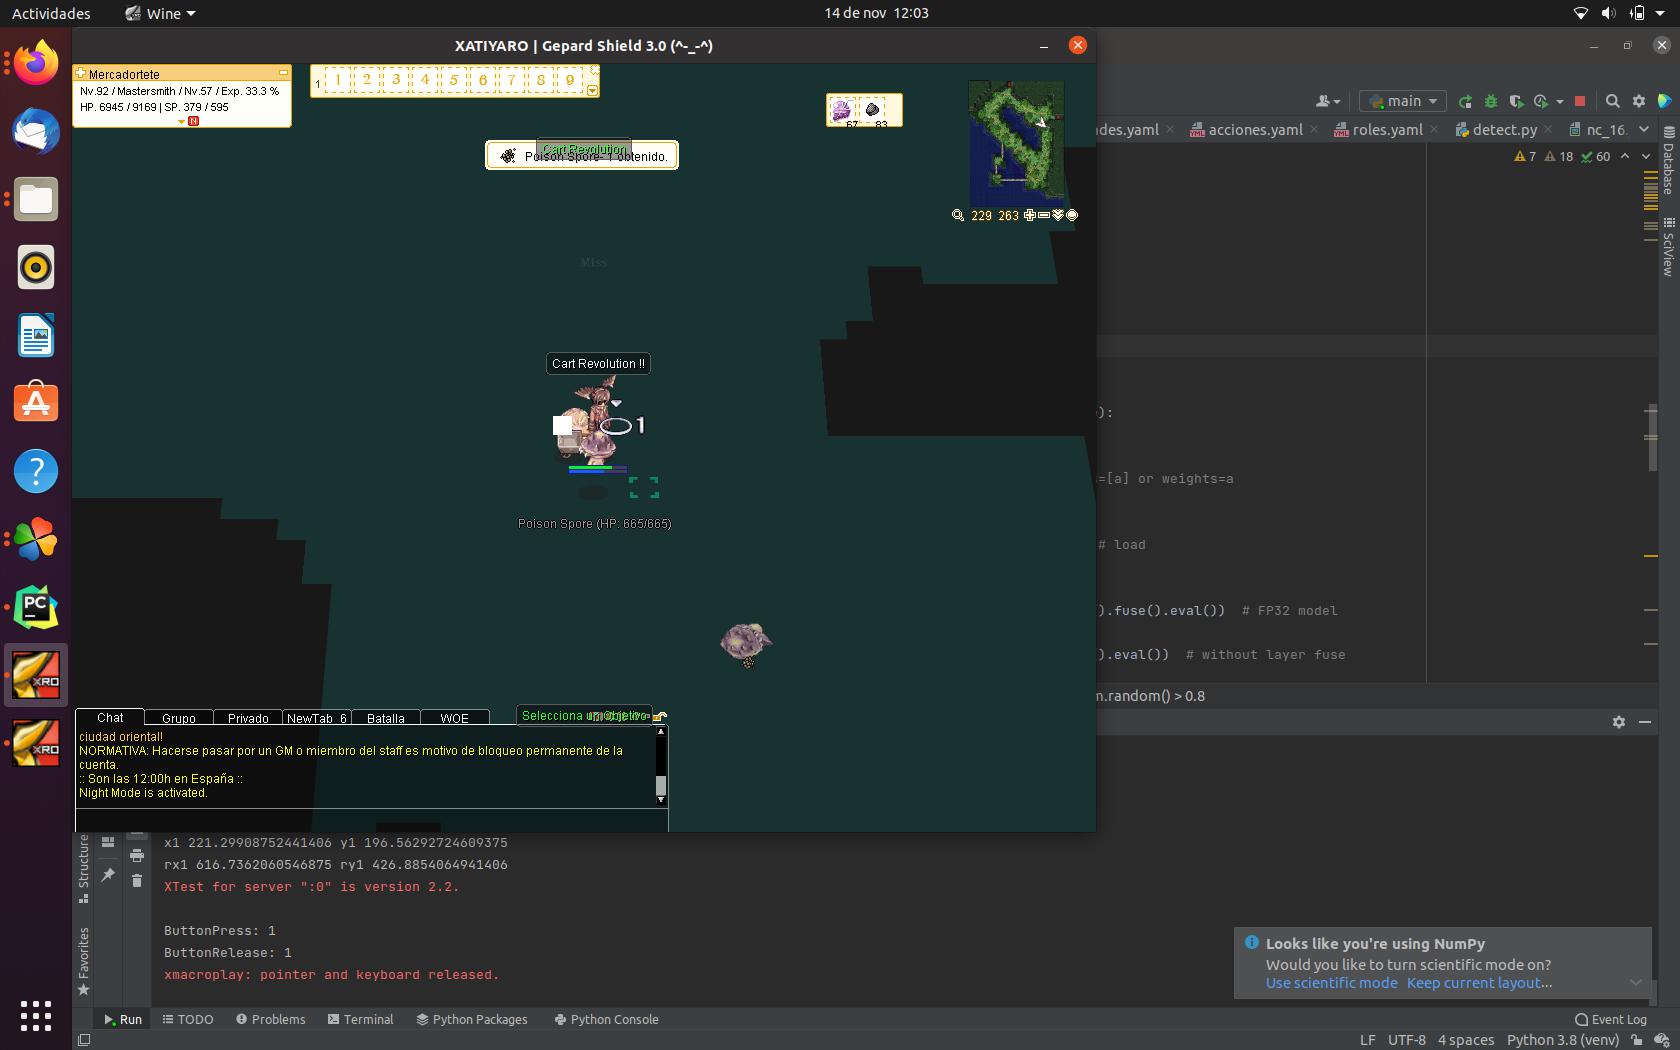 Actividades
Wine
14 de nov 12:03
XATIYARO | Gepard Shield 3.0 (^-_-^)
Mercadortete
Nv.92 / Mastersmith / Nv.57 / Exp. 33.3 %
HP. 6945 / 9169 | SP. 379 / 595
N
1
1 2 3 4 5 6 7 8 9
67 83
Cart Revolution
Poison Spore- 1 obtenido.
229 263
Miss
Cart Revolution !!
1
Poison Spore (HP: 665/665)
Chat
Grupo
Privado
NewTab_6
Batalla
WOE
Selecciona un objetivo
ciudad oriental!
NORMATIVA: Hacerse pasar por un GM o miembro del staff es motivo de bloqueo permanente de la
cuenta.
:: Son las 12:00h en España ::
Night Mode is activated.
main
des.yaml
acciones.yaml
roles.yaml
detect.py
nc_16.
7 18 60
Database
SciView
):
=[a] or weights=a
# load
).fuse().eval()) # FP32 model
).eval()) # without layer fuse
m.random() > 0.8
PC
XRO
XRO
Structure
Favorites
x1 221.29908752441406 y1 196.56292724609375
rx1 616.7362060546875 ry1 426.8854064941406
XTest for server ":0" is version 2.2.
ButtonPress: 1
ButtonRelease: 1
xmacroplay: pointer and keyboard released.
Looks like you're using NumPy
Would you like to turn scientific mode on?
Use scientific mode Keep current layout...
Run
TODO
Problems
Terminal
Python Packages
Python Console
Event Log
LF UTF-8 4 spaces Python 3.8 (venv)